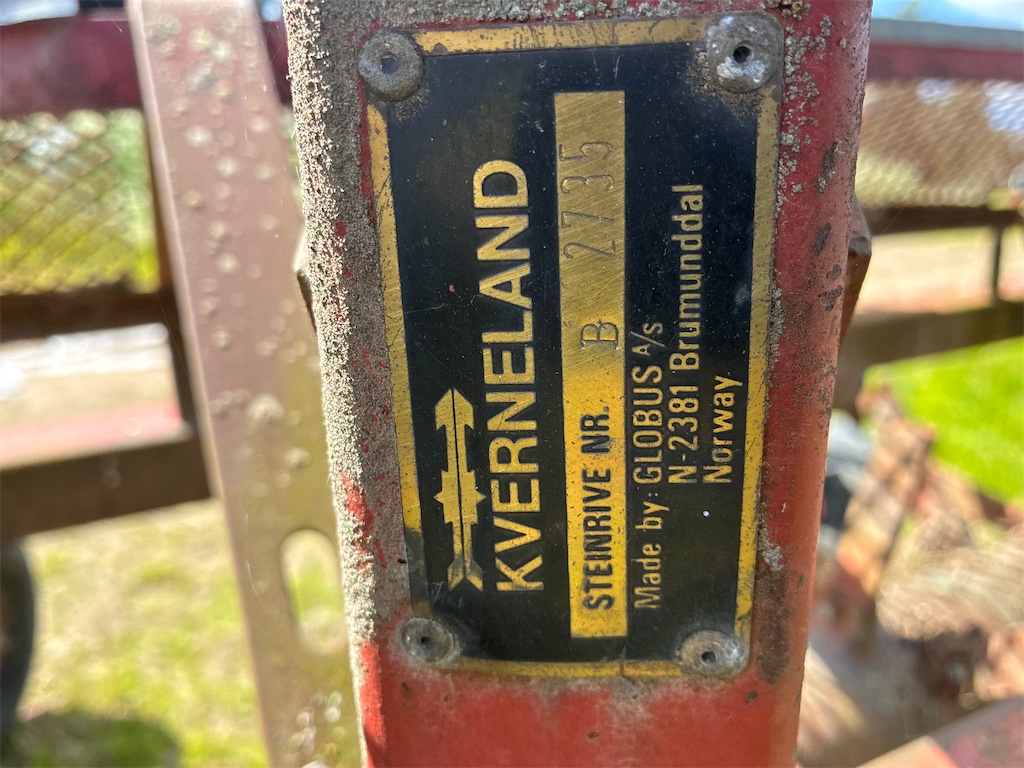 KVERNELAND
STEINRIVE NR. B 2735
Made by: GLOBUS A/s
N-2381 Brumunddal
Norway